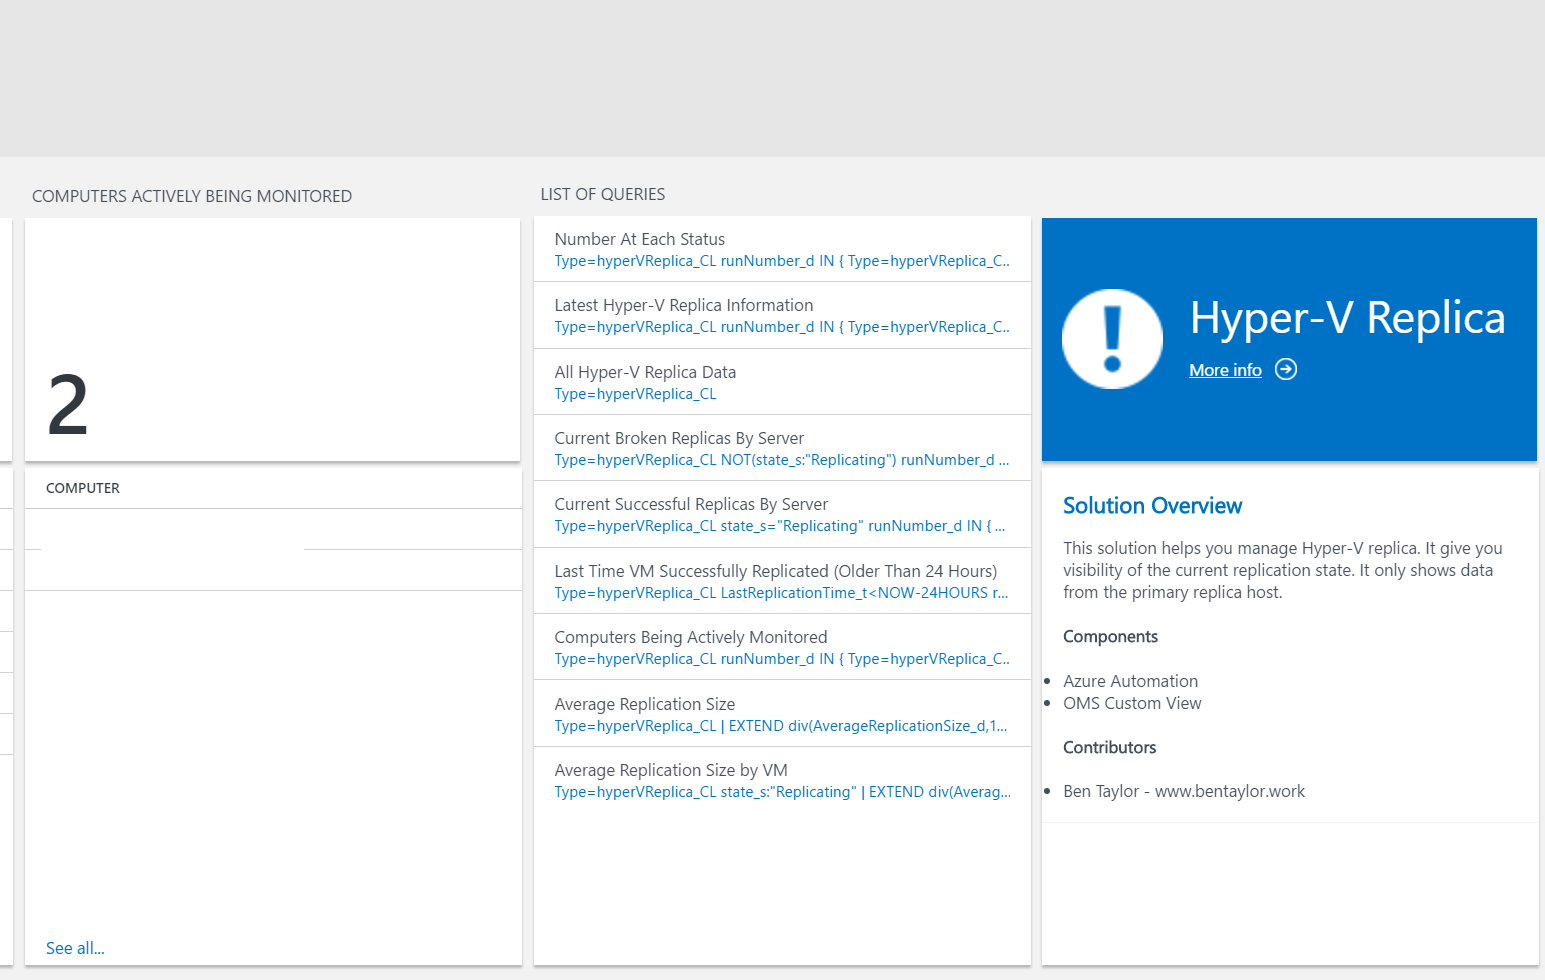 COMPUTERS ACTIVELY BEING MONITORED
2
COMPUTER
See all...
LIST OF QUERIES
Number At Each Status
Type=hyperVReplica_CL runNumber_d IN { Type=hyperVReplica_C..
Latest Hyper-V Replica Information
Type=hyperVReplica_CL runNumber_d IN { Type=hyperVReplica_C..
All Hyper-V Replica Data
Type=hyperVReplica_CL
Current Broken Replicas By Server
Type=hyperVReplica_CL NOT(state_s:"Replicating") runNumber_d ...
Current Successful Replicas By Server
Type=hyperVReplica_CL state_s="Replicating" runNumber_d IN { ...
Last Time VM Successfully Replicated (Older Than 24 Hours)
Type=hyperVReplica_CL LastReplicationTime_t<NOW-24HOURS r...
Computers Being Actively Monitored
Type=hyperVReplica_CL runNumber_d IN { Type=hyperVReplica_C..
Average Replication Size
Type=hyperVReplica_CL | EXTEND div(AverageReplicationSize_d,1...
Average Replication Size by VM
Type=hyperVReplica_CL state_s:"Replicating" | EXTEND div(Averag...
Hyper-V Replica
More info
Solution Overview
This solution helps you manage Hyper-V replica. It give you
visibility of the current replication state. It only shows data
from the primary replica host.
Components
• Azure Automation
• OMS Custom View
Contributors
• Ben Taylor - www.bentaylor.work